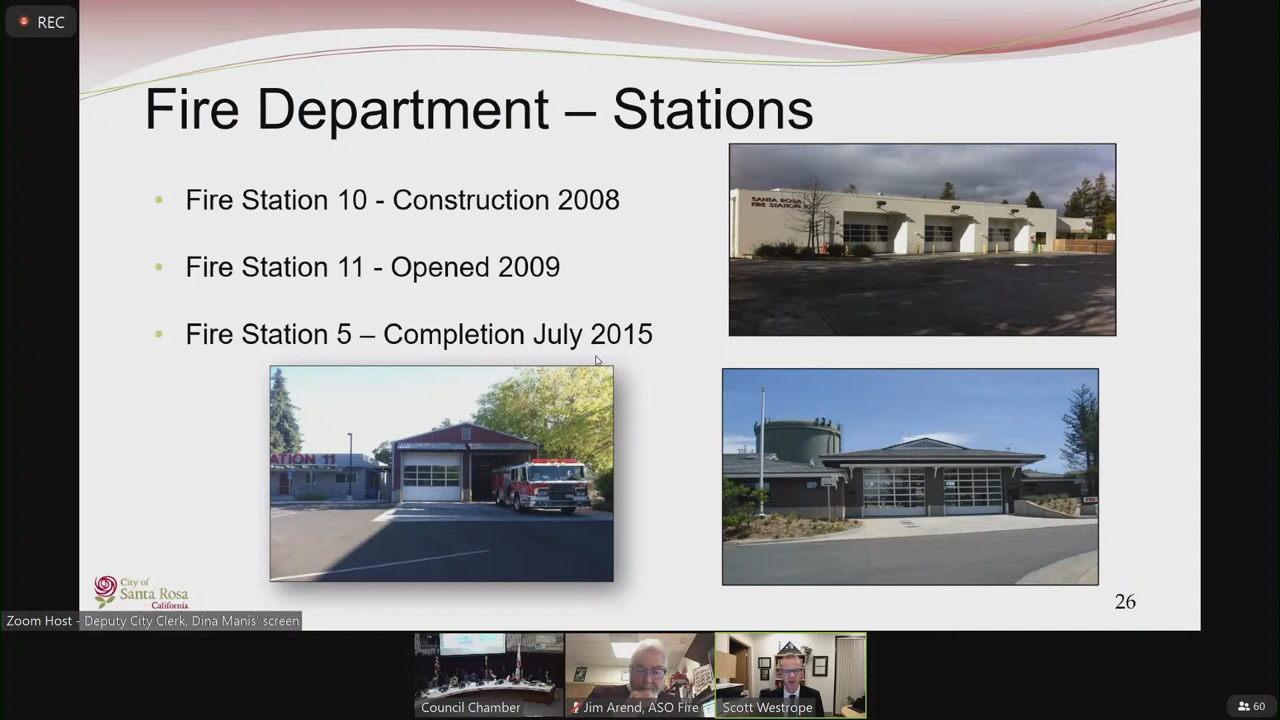 REC
Fire Department – Stations
• Fire Station 10 - Construction 2008
• Fire Station 11 - Opened 2009
• Fire Station 5 – Completion July 2015
SANTA ROSA
FIRE STATION 10
ATION 11
City of
Santa Rosa
California
26
Zoom Host - Deputy City Clerk, Dina Manis' screen
Council Chamber
Jim Arend, ASO Fire
Scott Westrope
60